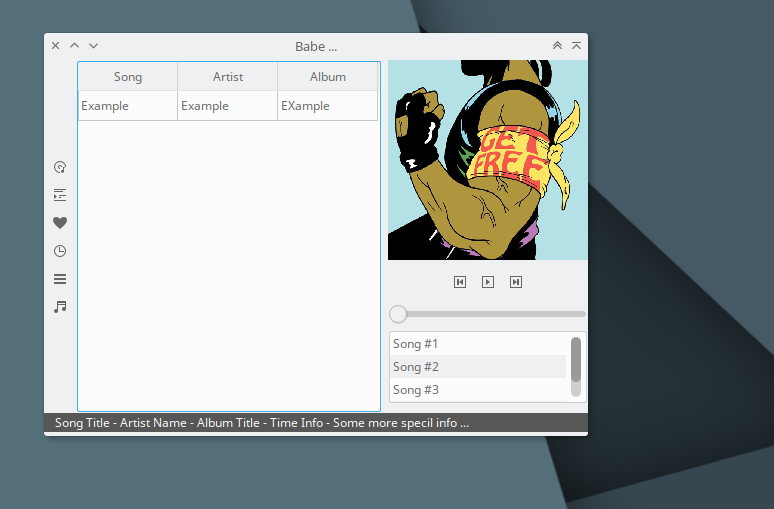 Babe ...
Song Artist Album
Example Example EXample
GET
FREE
Song #1
Song #2
Song #3
Song Title - Artist Name - Album Title - Time Info - Some more specil info ...